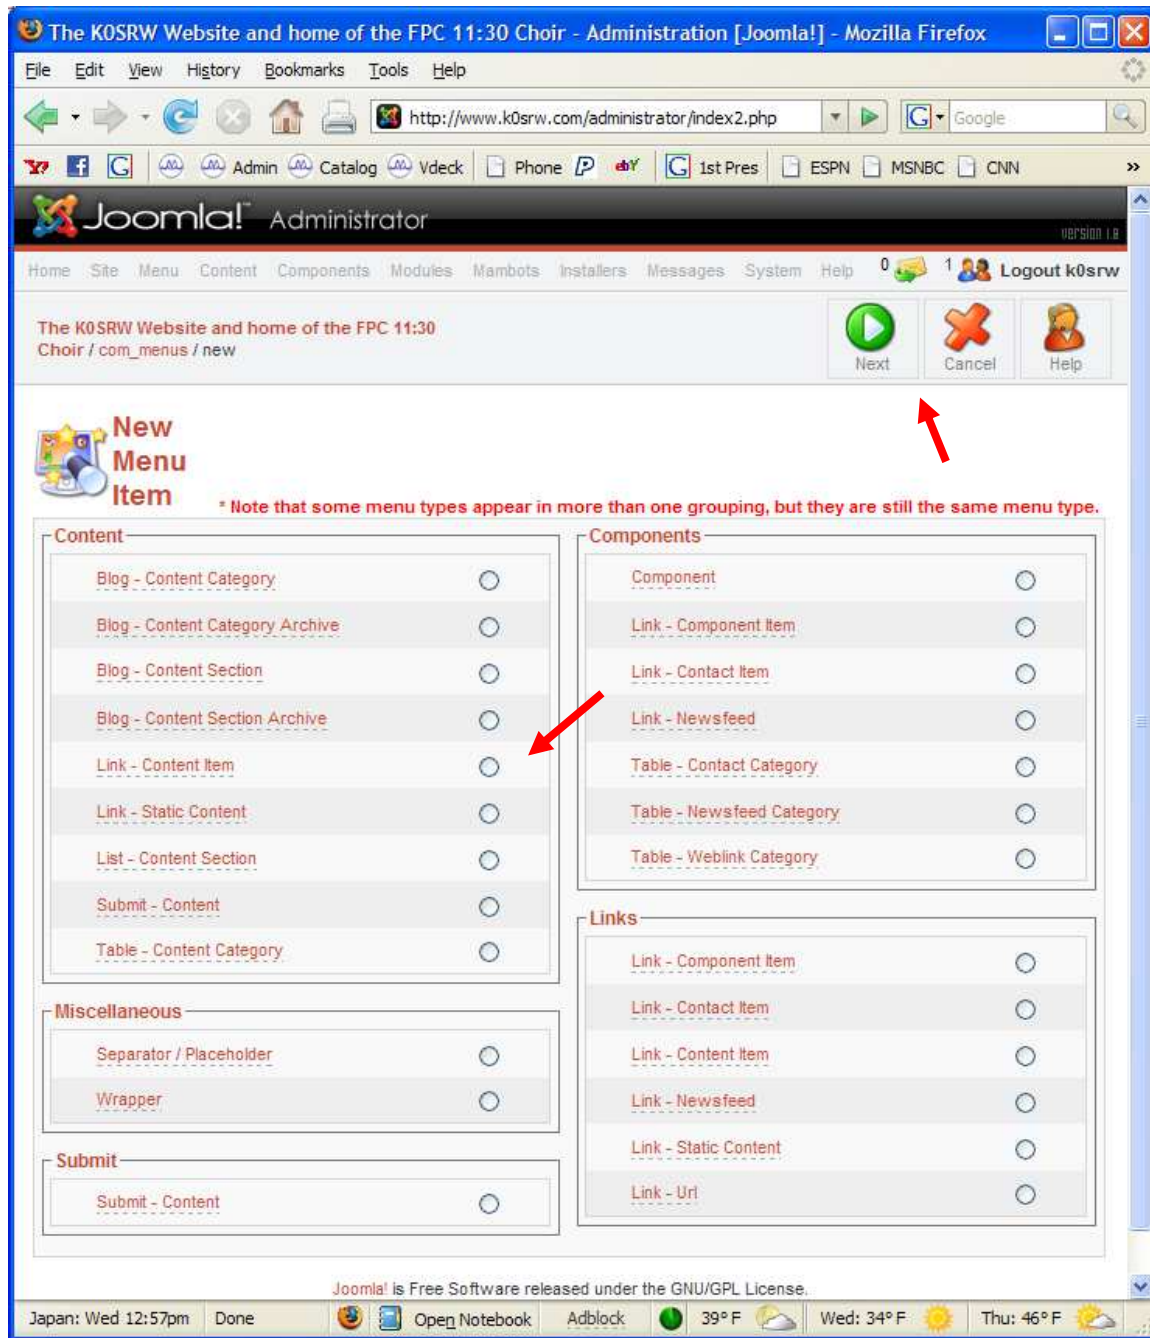 The K0SRW Website and home of the FPC 11:30 Choir - Administration [Joomla!] - Mozilla Firefox
File Edit View History Bookmarks Tools Help
http://www.k0srw.com/administrator/index2.php G Google
Y? f G Admin Catalog Vdeck Phone P ebY G 1st Pres ESPN MSNBC CNN »
Joomla!™ Administrator
version 1.0
Home Site Menu Content Components Modules Mambots Installers Messages System Help 0 1 Logout k0srw
The K0SRW Website and home of the FPC 11:30
Choir / com_menus / new
Next Cancel Help
New
Menu
Item
* Note that some menu types appear in more than one grouping, but they are still the same menu type.
Content
Blog - Content Category
Blog - Content Category Archive
Blog - Content Section
Blog - Content Section Archive
Link - Content Item
Link - Static Content
List - Content Section
Submit - Content
Table - Content Category
Miscellaneous
Separator / Placeholder
Wrapper
Submit
Submit - Content
Components
Component
Link - Component Item
Link - Contact Item
Link - Newsfeed
Table - Contact Category
Table - Newsfeed Category
Table - Weblink Category
Links
Link - Component Item
Link - Contact Item
Link - Content Item
Link - Newsfeed
Link - Static Content
Link - Url
Joomla! is Free Software released under the GNU/GPL License.
Japan: Wed 12:57pm Done Open Notebook Adblock 39° F Wed: 34° F Thu: 46° F